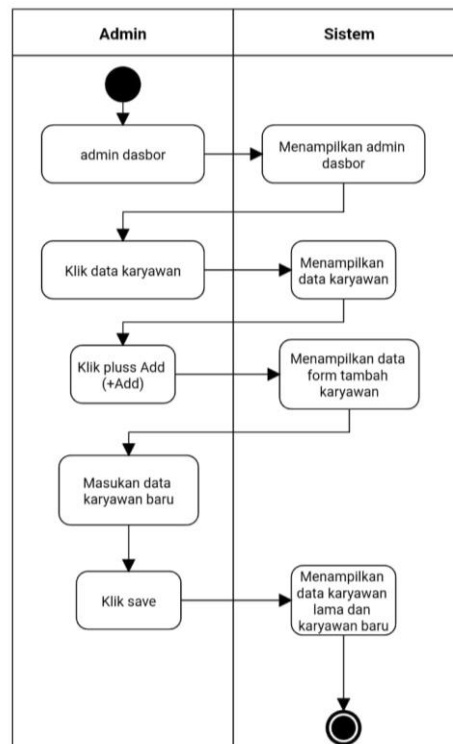 Admin
Sistem
admin dasbor
Menampilkan admin
dasbor
Klik data karyawan
Menampilkan
data karyawan
Klik pluss Add
(+Add)
Menampilkan data
form tambah
karyawan
Masukan data
karyawan baru
Klik save
Menampilkan
data karyawan
lama dan
karyawan baru